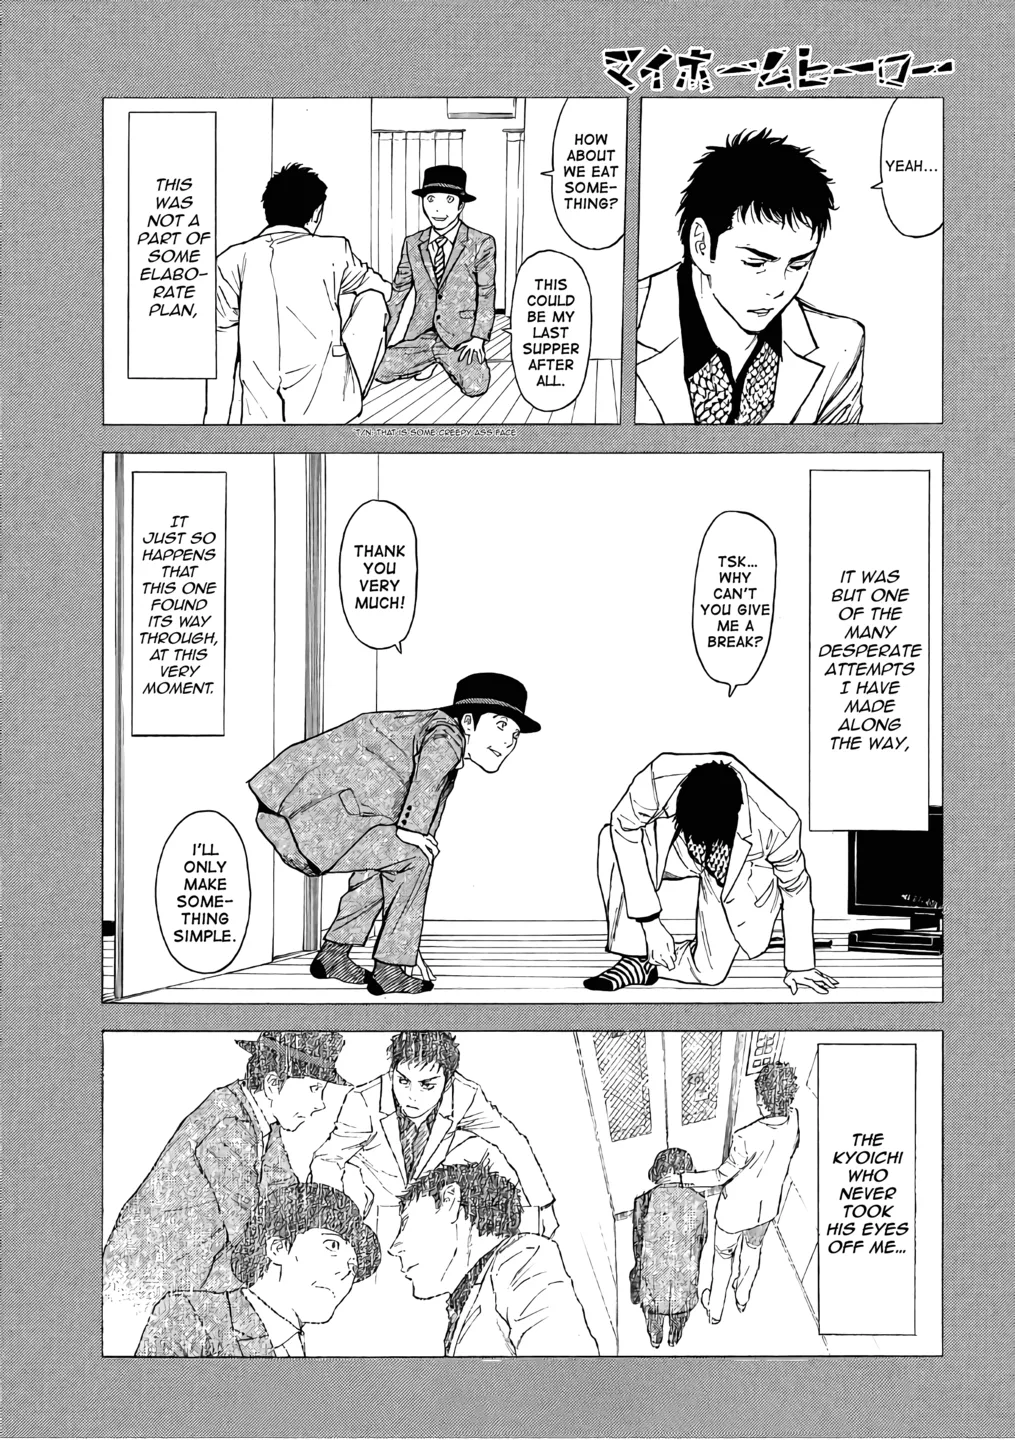 マイホームヒーロー
YEAH...
HOW
ABOUT
WE EAT
SOME-
THING?
THIS
COULD
BE MY
LAST
SUPPER
AFTER
ALL.
THIS
WAS
NOT A
PART OF
SOME
ELABO-
RATE
PLAN,
*T/N: THAT IS SOME CREEPY ASS FACE
IT WAS
BUT ONE
OF THE
MANY
DESPERATE
ATTEMPTS
I HAVE
MADE
ALONG
THE WAY,
TSK...
WHY
CAN'T
YOU GIVE
ME A
BREAK?
THANK
YOU
VERY
MUCH!
I'LL
ONLY
MAKE
SOME-
THING
SIMPLE.
IT
JUST SO
HAPPENS
THAT
THIS ONE
FOUND
ITS WAY
THROUGH,
AT THIS
VERY
MOMENT.
THE
KYOICHI
WHO
NEVER
TOOK
HIS EYES
OFF ME...